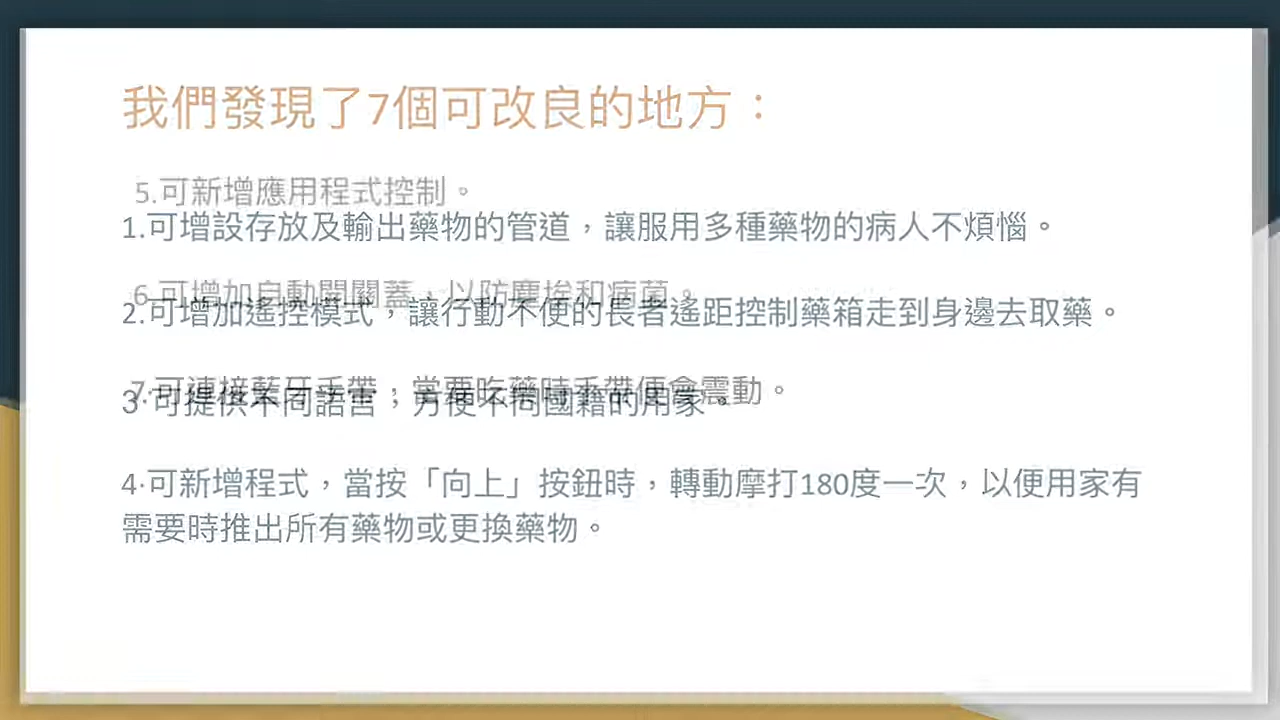 我們發現了7個可改良的地方：
5.可新增應用程式控制。
1.可增設存放及輸出藥物的管道，讓服用多種藥物的病人不煩惱。
6.可增加自動開關蓋，以防塵埃和病菌。
2.可增加遙控模式，讓行動不便的長者遙距控制藥箱走到身邊去取藥。
7.可連接藍牙手帶，當要吃藥時手帶便會震動。
3·可提供不同語言，方便不同國籍的用家。
4·可新增程式，當按「向上」按鈕時，轉動摩打180度一次，以便用家有
需要時推出所有藥物或更換藥物。